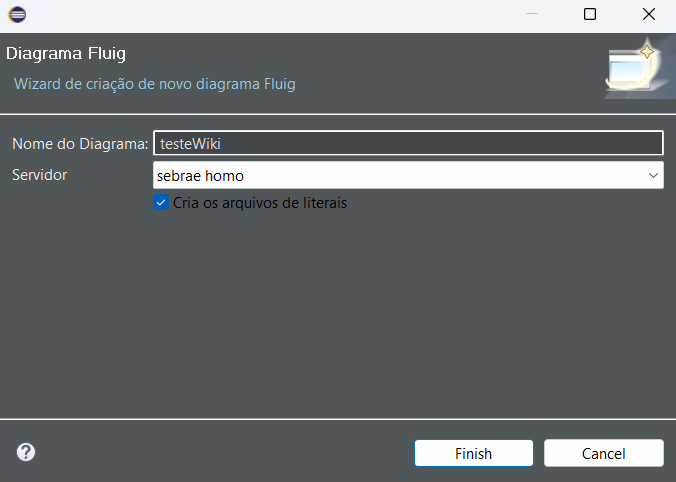 Diagrama Fluig
Wizard de criação de novo diagrama Fluig
Nome do Diagrama: testeWiki
Servidor sebrae homo
Cria os arquivos de literais
? Finish Cancel